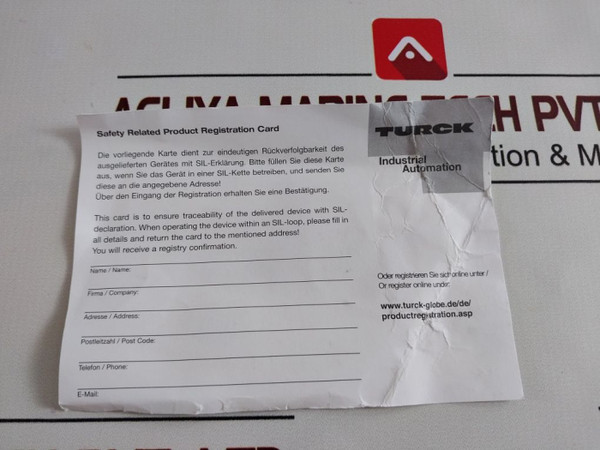 MARINE TECH PVT
tion & M
Safety Related Product Registration Card
TURCK
Industrial
Automation
Die vorliegende Karte dient zur eindeutigen Rückverfolgbarkeit des
ausgelieferten Gerätes mit SIL-Erklärung. Bitte füllen Sie diese Karte
aus, wenn Sie das Gerät in einer SIL-Kette betreiben, und senden Sie
diese an die angegebene Adresse!
Über den Eingang der Registration erhalten Sie eine Bestätigung.
This card is to ensure traceability of the delivered device with SIL-
declaration. When operating the device within an SIL-loop, please fill in
all details and return the card to the mentioned address!
You will receive a registry confirmation.
Name / Name:
Firma / Company:
Adresse / Address:
Postleitzahl / Post Code:
Telefon / Phone:
E-Mail:
Oder registrieren Sie sich online unter /
Or register online under:
www.turck-globe.de/de/
productregistration.asp